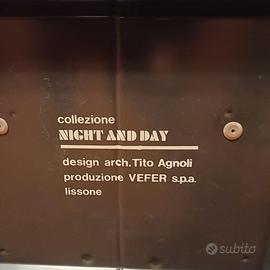 collezione
NIGHT AND DAY
design arch. Tito Agnoli
produzione VEFER s.p.a.
lissone
subito